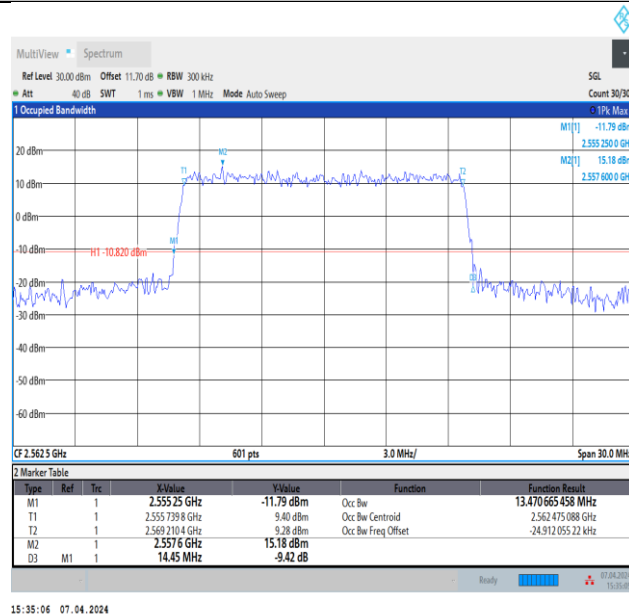 MultiView Spectrum
Ref Level 30.00 dBm Offset 11.70 dB RBW 300 kHz SGL
Att 40 dB SWT 1 ms VBW 1 MHz Mode Auto Sweep Count 30/30
1 Occupied Bandwidth 1Pk Max
M1[1] -11.79 dBm
2.555 250 0 GH
20 dBm M2 M2[1] 15.18 dBm
T1 T2 2.557 600 0 GH
10 dBm
0 dBm
M1
-10 dBm
H1 -10.820 dBm
-20 dBm
-30 dBm
-40 dBm
-50 dBm
-60 dBm
CF 2.562 5 GHz 601 pts 3.0 MHz/ Span 30.0 MHz
2 Marker Table
Type Ref Trc X-Value Y-Value Function Function Result
M1 1 2.555 25 GHz -11.79 dBm Occ Bw 13.470 665 458 MHz
T1 1 2.555 739 8 GHz 9.40 dBm Occ Bw Centroid 2.562 475 088 GHz
T2 1 2.569 210 4 GHz 9.28 dBm Occ Bw Freq Offset -24.912 055 22 kHz
M2 1 2.557 6 GHz 15.18 dBm
D3 M1 1 14.45 MHz -9.42 dB
Ready 07.04.2024
15:35:05
15:35:06 07.04.2024